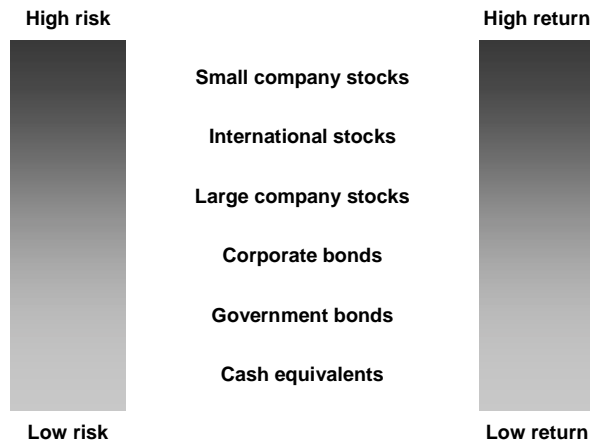 High risk
High return
Small company stocks
International stocks
Large company stocks
Corporate bonds
Government bonds
Cash equivalents
Low risk
Low return